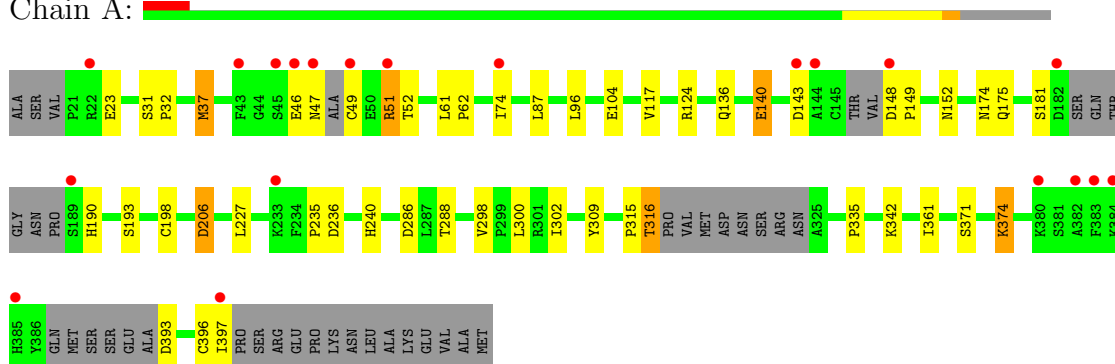 Chain A:
ALA SER VAL P21 R22 E23 S31 P32 M37 F43 G44 S45 E46 N47 ALA C49 E50 R51 T52 L61 P62 I74 L87 L96 E104 V117 R124 Q136 E140 D143 A144 C145 THR VAL D148 P149 N152 N174 Q175 S181 D182 SER GLN THR
GLY ASN PRO S189 H190 S193 C198 D206 L227 K233 F234 P235 D236 H240 D286 L287 T288 V298 P299 L300 R301 I302 Y309 P315 T316 PRO VAL MET ASP ASN SER ARG ASN A325 P335 K342 I361 S371 K374 K380 S381 A382 F383 K384
H385 Y386 GLN MET SER SER GLU ALA D393 C396 I397 PRO SER ARG GLU PRO LYS ASN LEU ALA LYS GLU VAL ALA MET